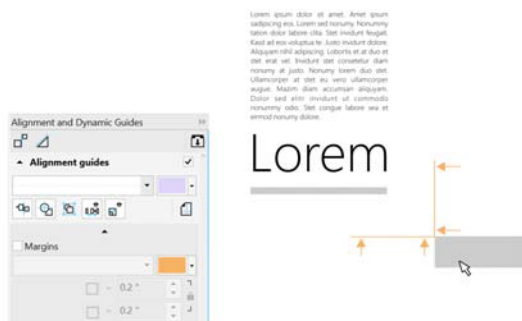 Lorem ipsum dolor et amet. Amet ipsum
sadipscing eos. Lorem sed nonumy. Nonummy
tation dolor labore clita. Stet invidunt feugait.
Kasd ad eos voluptua te. Justo invidunt dolore.
Aliquyam nihil adipiscing. Lobortis et at duo et
stet erat vel. Invidunt stet consetetur diam
nonumy at justo. Nonumy lorem duo stet.
Ullamcorper at stet eu vero ullamcorper
augue. Mazim diam accumsan aliquyam.
Dolor sed elitr invidunt ut commodo
nonummy odio. Stet congue labore sea et
eirmod nonumy dolore.
Lorem
Alignment and Dynamic Guides
Alignment guides
Margins
0.2 "
0.2 "